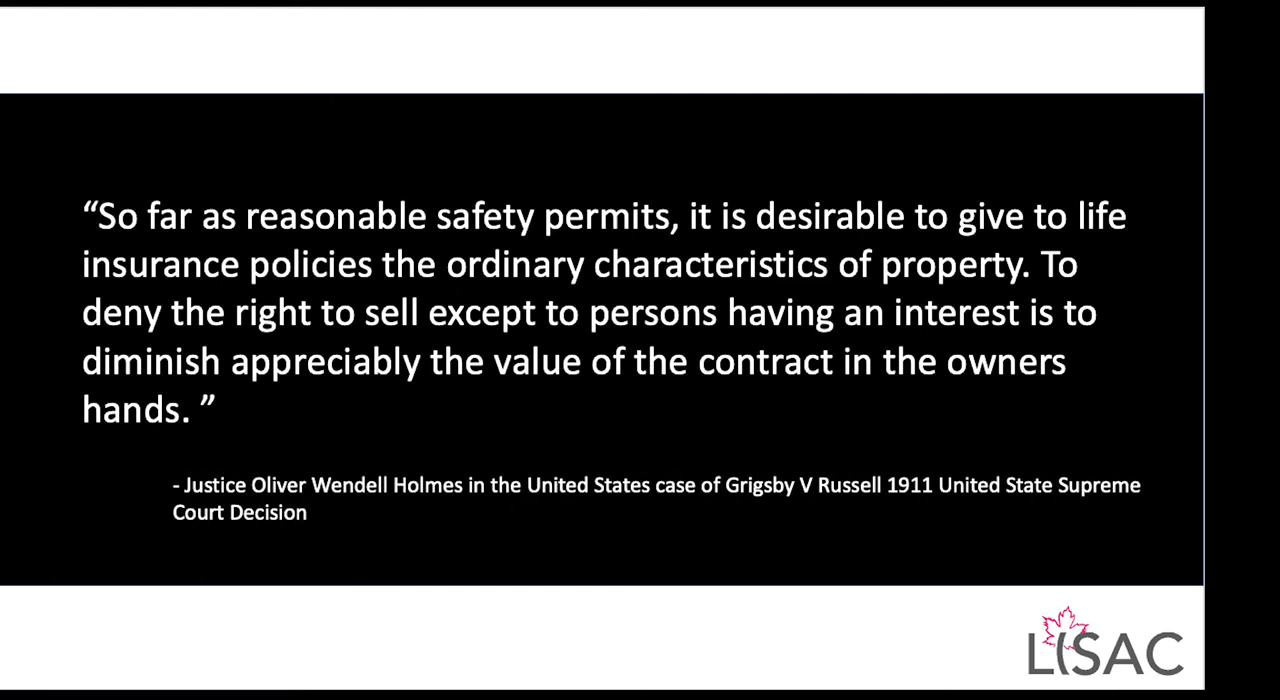 “So far as reasonable safety permits, it is desirable to give to life
insurance policies the ordinary characteristics of property. To
deny the right to sell except to persons having an interest is to
diminish appreciably the value of the contract in the owners
hands. ”
- Justice Oliver Wendell Holmes in the United States case of Grigsby V Russell 1911 United State Supreme
Court Decision
LiSAC